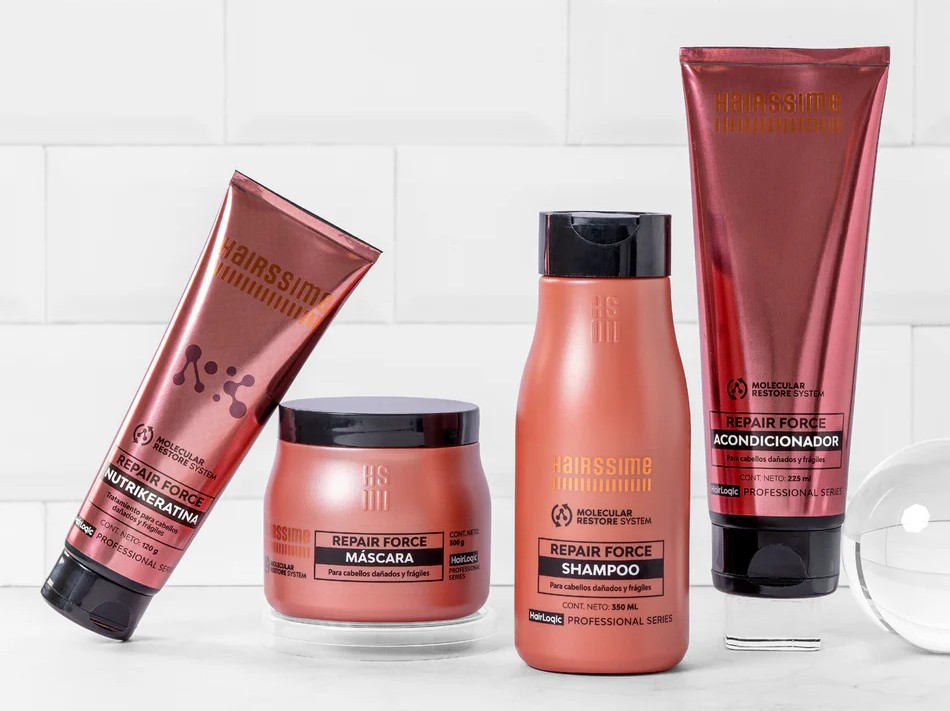 HAIRSSIME
MOLECULAR
RESTORE SYSTEM
REPAIR FORCE
NUTRIKERATINA
Tratamiento para cabellos
dañados y frágiles
CONT. NETO: 120 g
HairLogic PROFESSIONAL SERIES
HS
HAIRSSIME
MOLECULAR
RESTORE SYSTEM
REPAIR FORCE
MÁSCARA
Para cabellos dañados y frágiles
CONT. NETO:
300 g
HairLogic
PROFESSIONAL
SERIES
HS
HAIRSSIME
MOLECULAR
RESTORE SYSTEM
REPAIR FORCE
SHAMPOO
Para cabellos dañados y frágiles
CONT. NETO: 350 ML
HairLogic PROFESSIONAL SERIES
HAIRSSIME
MOLECULAR
RESTORE SYSTEM
REPAIR FORCE
ACONDICIONADOR
Para cabellos dañados y frágiles
CONT. NETO: 225 ml
HairLogic PROFESSIONAL SERIES